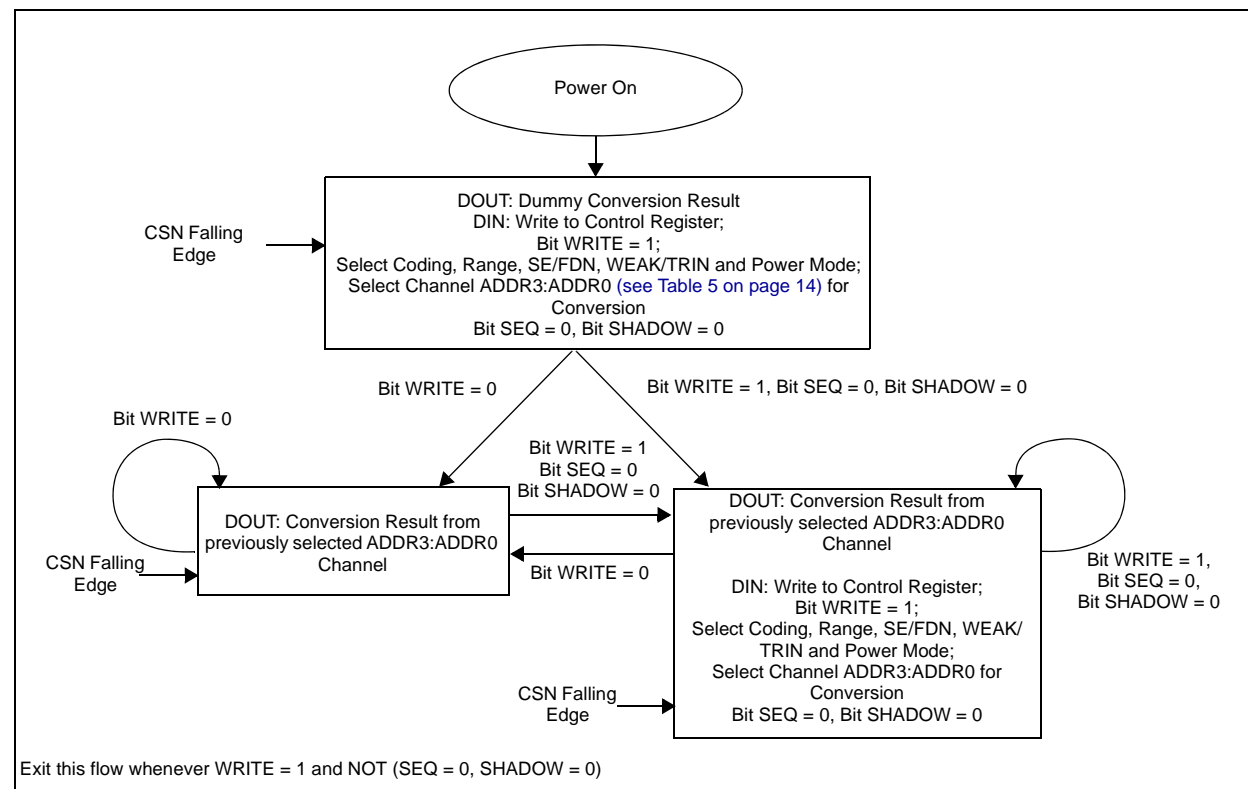 Power On
DOUT: Dummy Conversion Result
DIN: Write to Control Register;
Bit WRITE = 1;
Select Coding, Range, SE/FDN, WEAK/TRIN and Power Mode;
Select Channel ADDR3:ADDR0 (see Table 5 on page 14) for
Conversion
Bit SEQ = 0, Bit SHADOW = 0
CSN Falling
Edge
Bit WRITE = 0
Bit WRITE = 1, Bit SEQ = 0, Bit SHADOW = 0
Bit WRITE = 0
Bit WRITE = 1
Bit SEQ = 0
Bit SHADOW = 0
DOUT: Conversion Result from
previously selected ADDR3:ADDR0
Channel
CSN Falling
Edge
Bit WRITE = 0
DOUT: Conversion Result from
previously selected ADDR3:ADDR0
Channel
DIN: Write to Control Register;
Bit WRITE = 1;
Select Coding, Range, SE/FDN, WEAK/
TRIN and Power Mode;
Select Channel ADDR3:ADDR0 for
Conversion
Bit SEQ = 0, Bit SHADOW = 0
Bit WRITE = 1,
Bit SEQ = 0,
Bit SHADOW = 0
CSN Falling
Edge
Exit this flow whenever WRITE = 1 and NOT (SEQ = 0, SHADOW = 0)